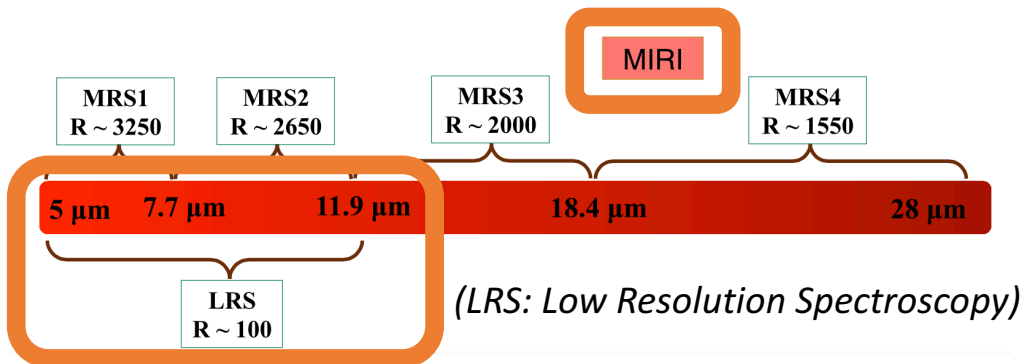 MIRI
MRS1
R ~ 3250
MRS2
R ~ 2650
MRS3
R ~ 2000
MRS4
R ~ 1550
5 μm
7.7 μm
11.9 μm
18.4 μm
28 μm
LRS
R ~ 100
(LRS: Low Resolution Spectroscopy)